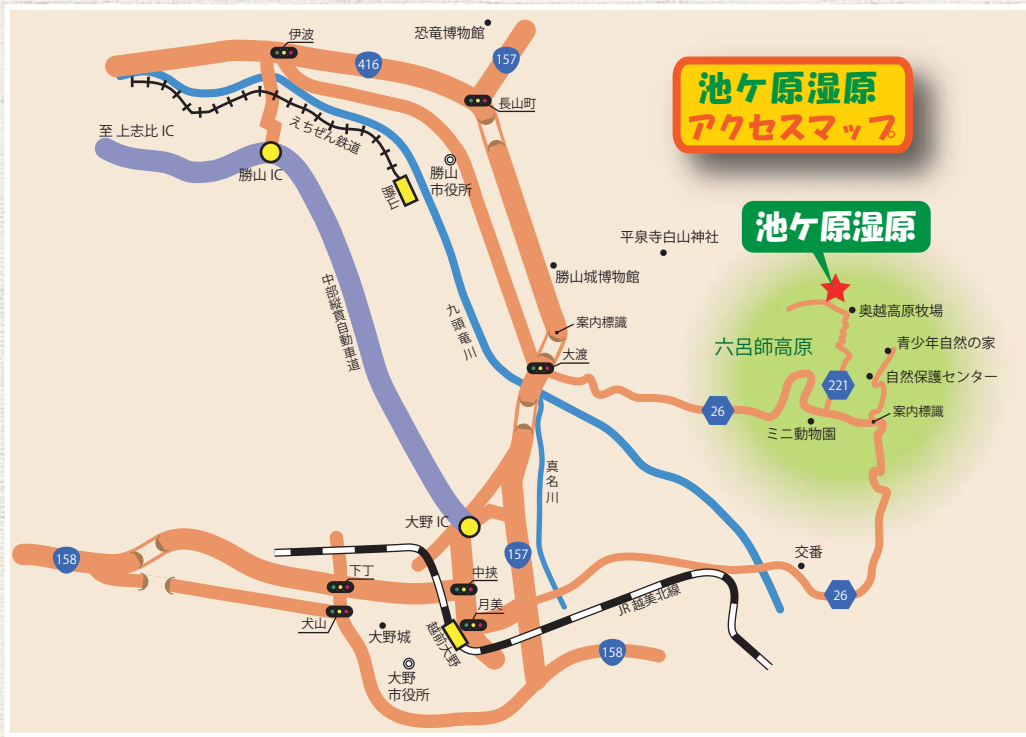 伊波
恐竜博物館
416
157
長山町
池ケ原湿原
アクセスマップ
至 上志比 IC
えちぜん鉄道
勝山 IC
勝山
勝山
市役所
池ケ原湿原
平泉寺白山神社
勝山城博物館
中部縦貫自動車道
九頭竜川
案内標識
大渡
奥越高原牧場
六呂師高原
青少年自然の家
自然保護センター
221
26
案内標識
ミニ動物園
真名川
大野 IC
158
157
下丁
中挟
交番
26
月美
犬山
JR 越美北線
大野城
越前大野
158
大野
市役所